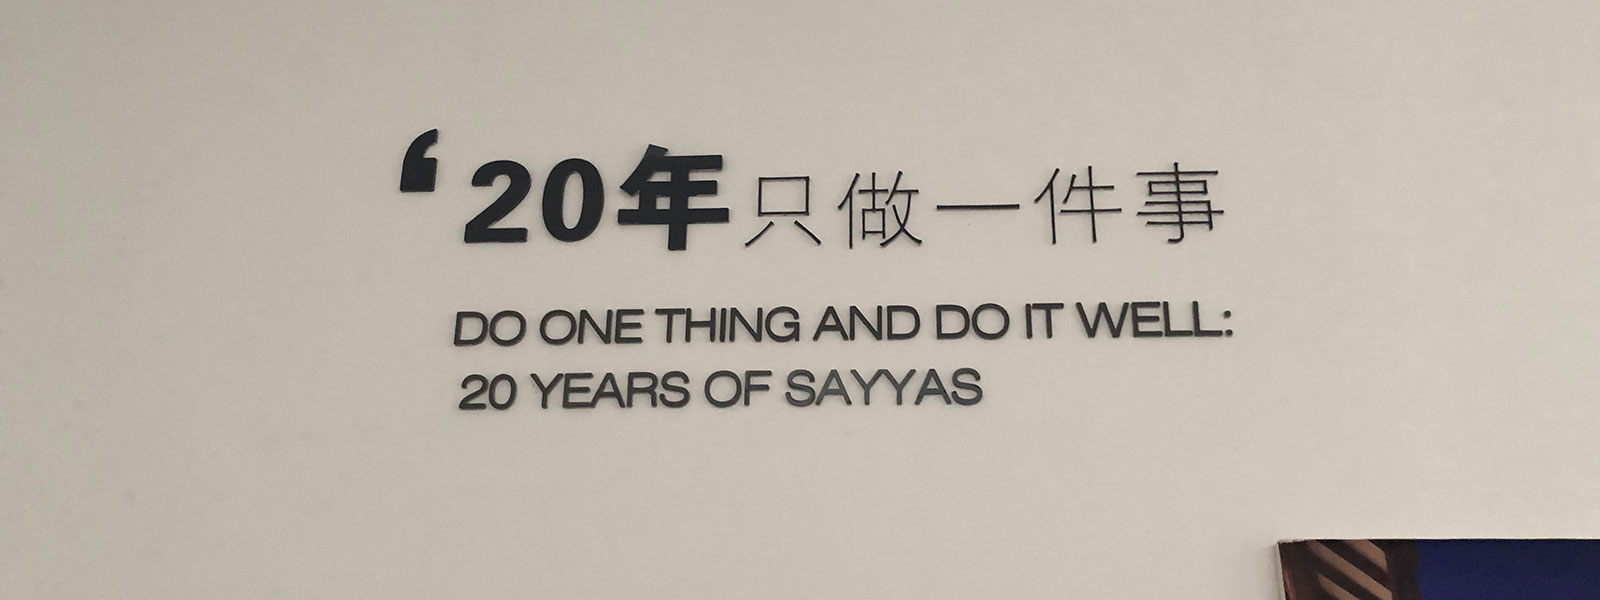 ‘20年只做一件事
DO ONE THING AND DO IT WELL:
20 YEARS OF SAYYAS